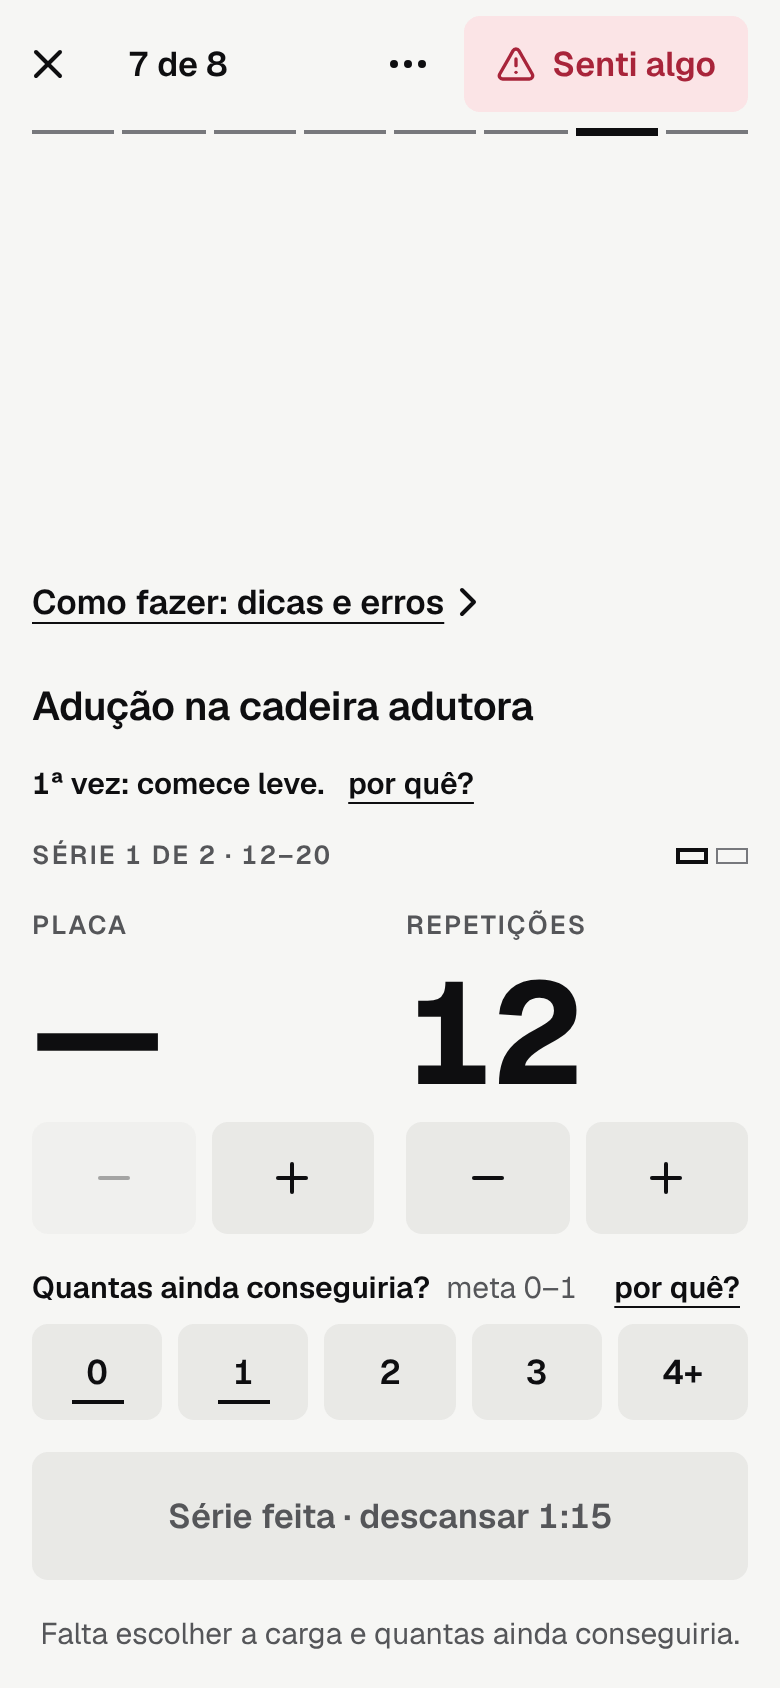 7 de 8
Senti algo
Como fazer: dicas e erros
Adução na cadeira adutora
1ª vez: comece leve. por quê?
SÉRIE 1 DE 2 · 12–20
PLACA REPETIÇÕES
— 12
− + − +
Quantas ainda conseguiria? meta 0–1 por quê?
0 1 2 3 4+
Série feita · descansar 1:15
Falta escolher a carga e quantas ainda conseguiria.